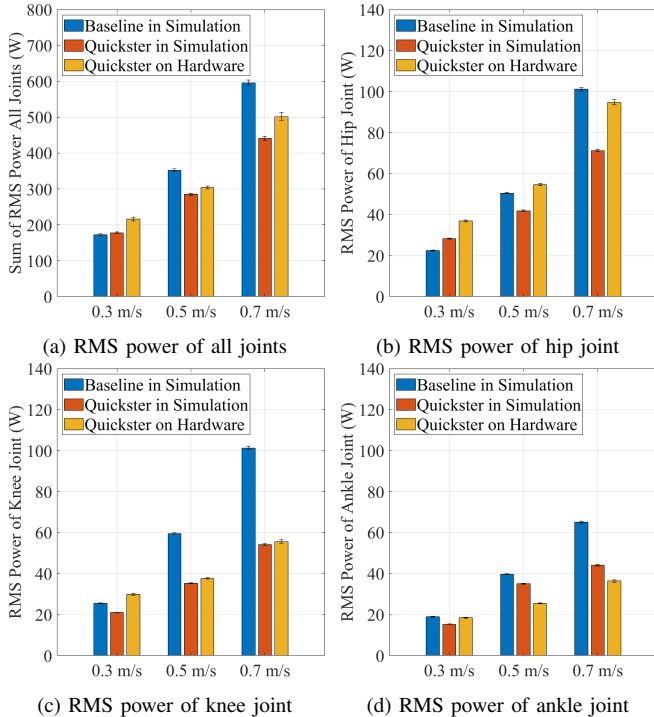 800
700
600
500
400
300
200
100
0
Sum of RMS Power All Joints (W)
Baseline in Simulation
Quickster in Simulation
Quickster on Hardware
0.3 m/s 0.5 m/s 0.7 m/s
(a) RMS power of all joints
140
120
100
80
60
40
20
0
RMS Power of Hip Joint (W)
Baseline in Simulation
Quickster in Simulation
Quickster on Hardware
0.3 m/s 0.5 m/s 0.7 m/s
(b) RMS power of hip joint
140
120
100
80
60
40
20
0
RMS Power of Knee Joint (W)
Baseline in Simulation
Quickster in Simulation
Quickster on Hardware
0.3 m/s 0.5 m/s 0.7 m/s
(c) RMS power of knee joint
140
120
100
80
60
40
20
0
RMS Power of Ankle Joint (W)
Baseline in Simulation
Quickster in Simulation
Quickster on Hardware
0.3 m/s 0.5 m/s 0.7 m/s
(d) RMS power of ankle joint